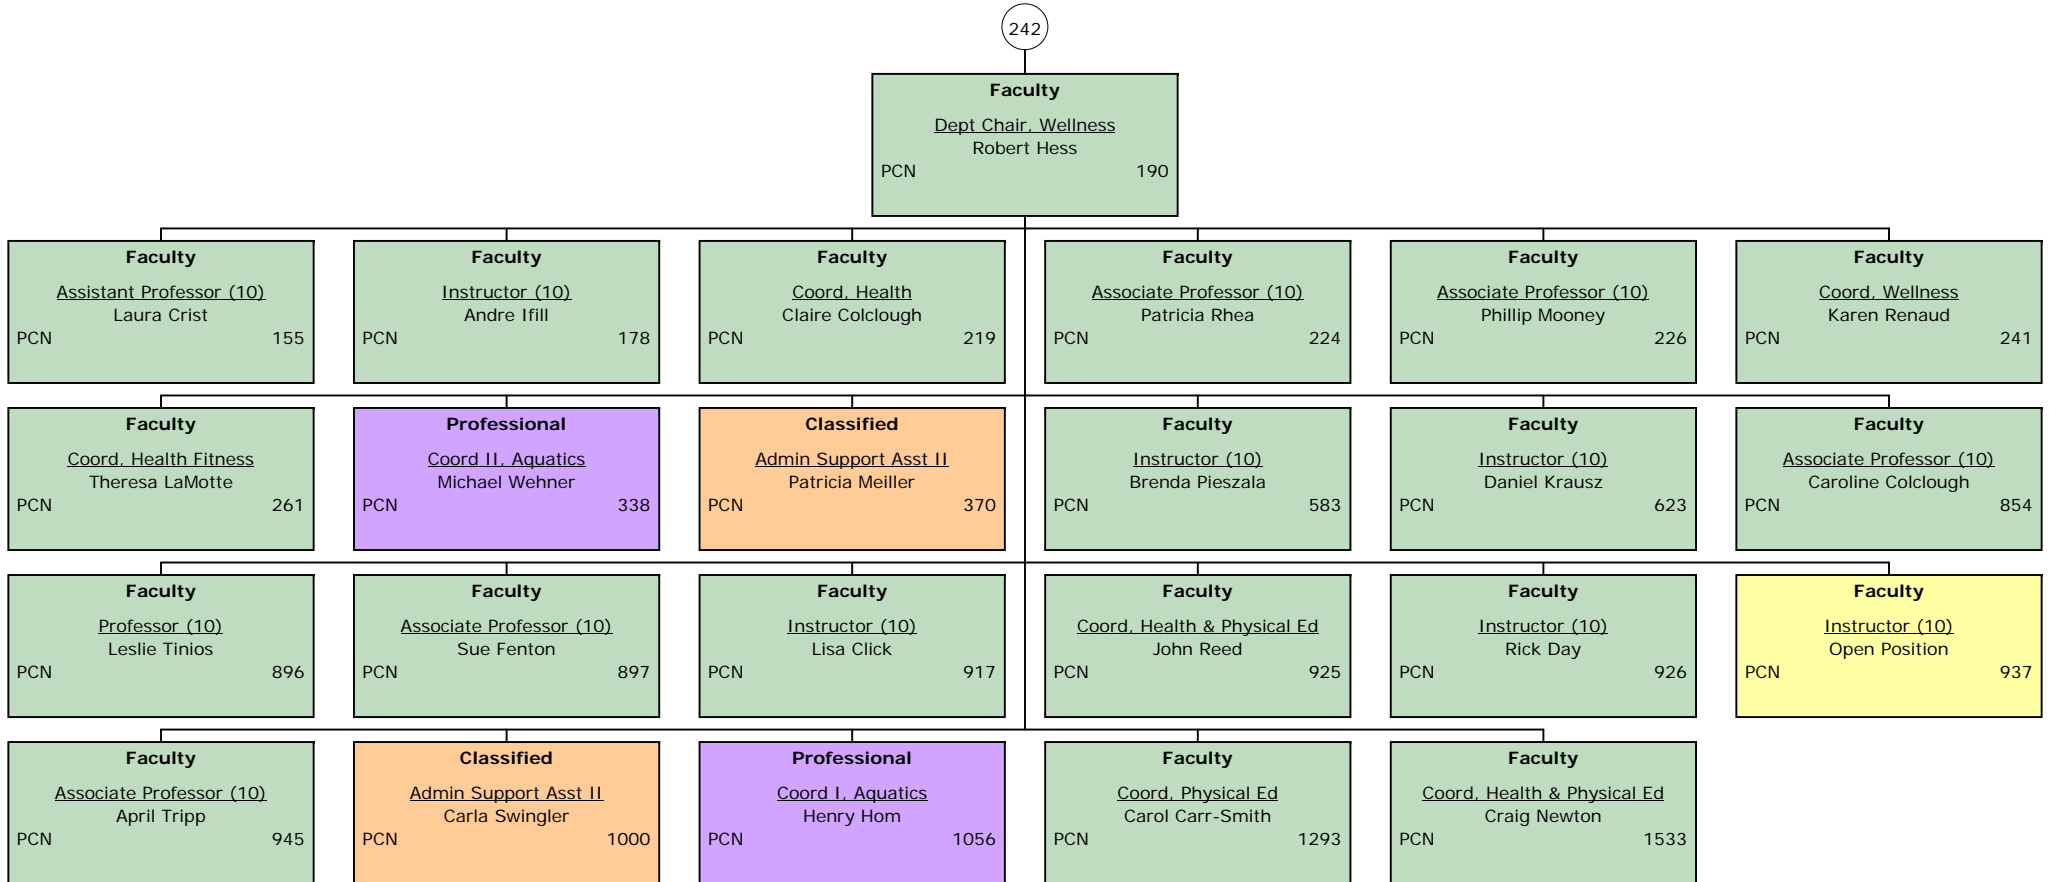 242
Faculty
Dept Chair, Wellness
Robert Hess
PCN 190
Faculty
Assistant Professor (10)
Laura Crist
PCN 155
Faculty
Instructor (10)
Andre Ifill
PCN 178
Faculty
Coord, Health
Claire Colclough
PCN 219
Faculty
Associate Professor (10)
Patricia Rhea
PCN 224
Faculty
Associate Professor (10)
Phillip Mooney
PCN 226
Faculty
Coord, Wellness
Karen Renaud
PCN 241
Faculty
Coord, Health Fitness
Theresa LaMotte
PCN 261
Professional
Coord II, Aquatics
Michael Wehner
PCN 338
Classified
Admin Support Asst II
Patricia Meiller
PCN 370
Faculty
Instructor (10)
Brenda Pieszala
PCN 583
Faculty
Instructor (10)
Daniel Krausz
PCN 623
Faculty
Associate Professor (10)
Caroline Colclough
PCN 854
Faculty
Professor (10)
Leslie Tinios
PCN 896
Faculty
Associate Professor (10)
Sue Fenton
PCN 897
Faculty
Instructor (10)
Lisa Click
PCN 917
Faculty
Coord, Health & Physical Ed
John Reed
PCN 925
Faculty
Instructor (10)
Rick Day
PCN 926
Faculty
Instructor (10)
Open Position
PCN 937
Faculty
Associate Professor (10)
April Tripp
PCN 945
Classified
Admin Support Asst II
Carla Swingler
PCN 1000
Professional
Coord I, Aquatics
Henry Hom
PCN 1056
Faculty
Coord, Physical Ed
Carol Carr-Smith
PCN 1293
Faculty
Coord, Health & Physical Ed
Craig Newton
PCN 1533